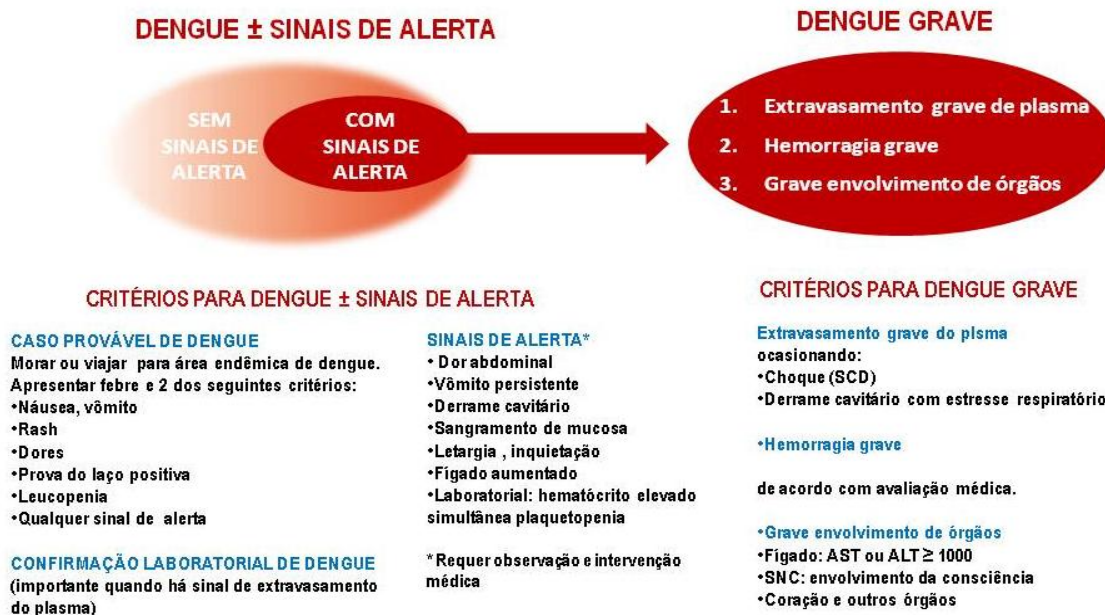 DENGUE ± SINAIS DE ALERTA
SEM
SINAIS DE
ALERTA
COM
SINAIS DE
ALERTA
DENGUE GRAVE
1. Extravasamento grave de plasma
2. Hemorragia grave
3. Grave envolvimento de órgãos
CRITÉRIOS PARA DENGUE ± SINAIS DE ALERTA
CASO PROVÁVEL DE DENGUE
Morar ou viajar para área endêmica de dengue.
Apresentar febre e 2 dos seguintes critérios:
•Náusea, vômito
•Rash
•Dores
•Prova do laço positiva
•Leucopenia
•Qualquer sinal de alerta
CONFIRMAÇÃO LABORATORIAL DE DENGUE
(importante quando há sinal de extravasamento
do plasma)
SINAIS DE ALERTA*
• Dor abdominal
•Vômito persistente
•Derrame cavitário
•Sangramento de mucosa
•Letargia , inquietação
•Fígado aumentado
•Laboratorial: hematócrito elevado
simultânea plaquetopenia
* Requer observação e intervenção
médica
CRITÉRIOS PARA DENGUE GRAVE
Extravasamento grave do plsma
ocasionando:
•Choque (SCD)
•Derrame cavitário com estresse respiratório
•Hemorragia grave
de acordo com avaliação médica.
•Grave envolvimento de órgãos
•Fígado: AST ou ALT ≥ 1000
•SNC: envolvimento da consciência
•Coração e outros órgãos